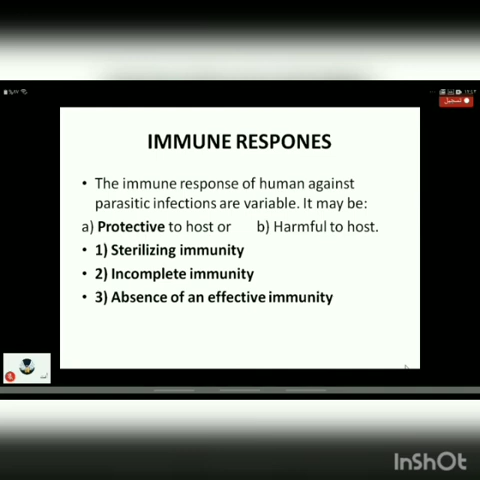 تسجيل
IMMUNE RESPONES
• The immune response of human against
parasitic infections are variable. It may be:
a) Protective to host or b) Harmful to host.
• 1) Sterilizing immunity
• 2) Incomplete immunity
• 3) Absence of an effective immunity
InShOt